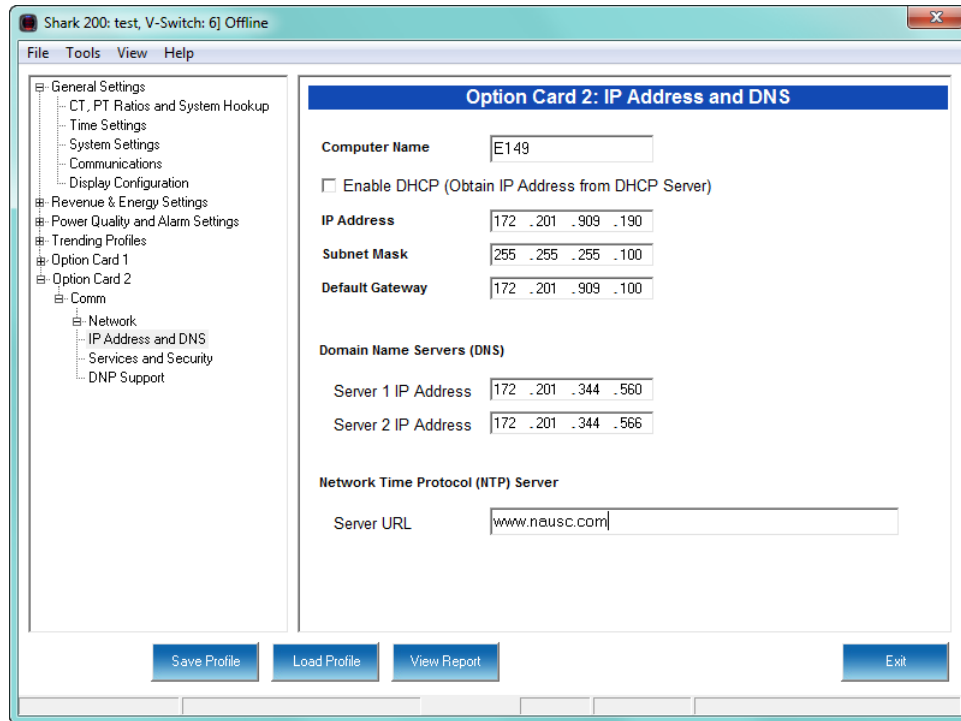 Shark 200: test, V-Switch: 6] Offline
File Tools View Help
General Settings
CT, PT Ratios and System Hookup
Time Settings
System Settings
Communications
Display Configuration
Revenue & Energy Settings
Power Quality and Alarm Settings
Trending Profiles
Option Card 1
Option Card 2
Comm
Network
IP Address and DNS
Services and Security
DNP Support
Option Card 2: IP Address and DNS
Computer Name E149
Enable DHCP (Obtain IP Address from DHCP Server)
IP Address 172 .201 .909 .190
Subnet Mask 255 .255 .255 .100
Default Gateway 172 .201 .909 .100
Domain Name Servers (DNS)
Server 1 IP Address 172 .201 .344 .560
Server 2 IP Address 172 .201 .344 .566
Network Time Protocol (NTP) Server
Server URL www.nausc.com
Save Profile Load Profile View Report Exit